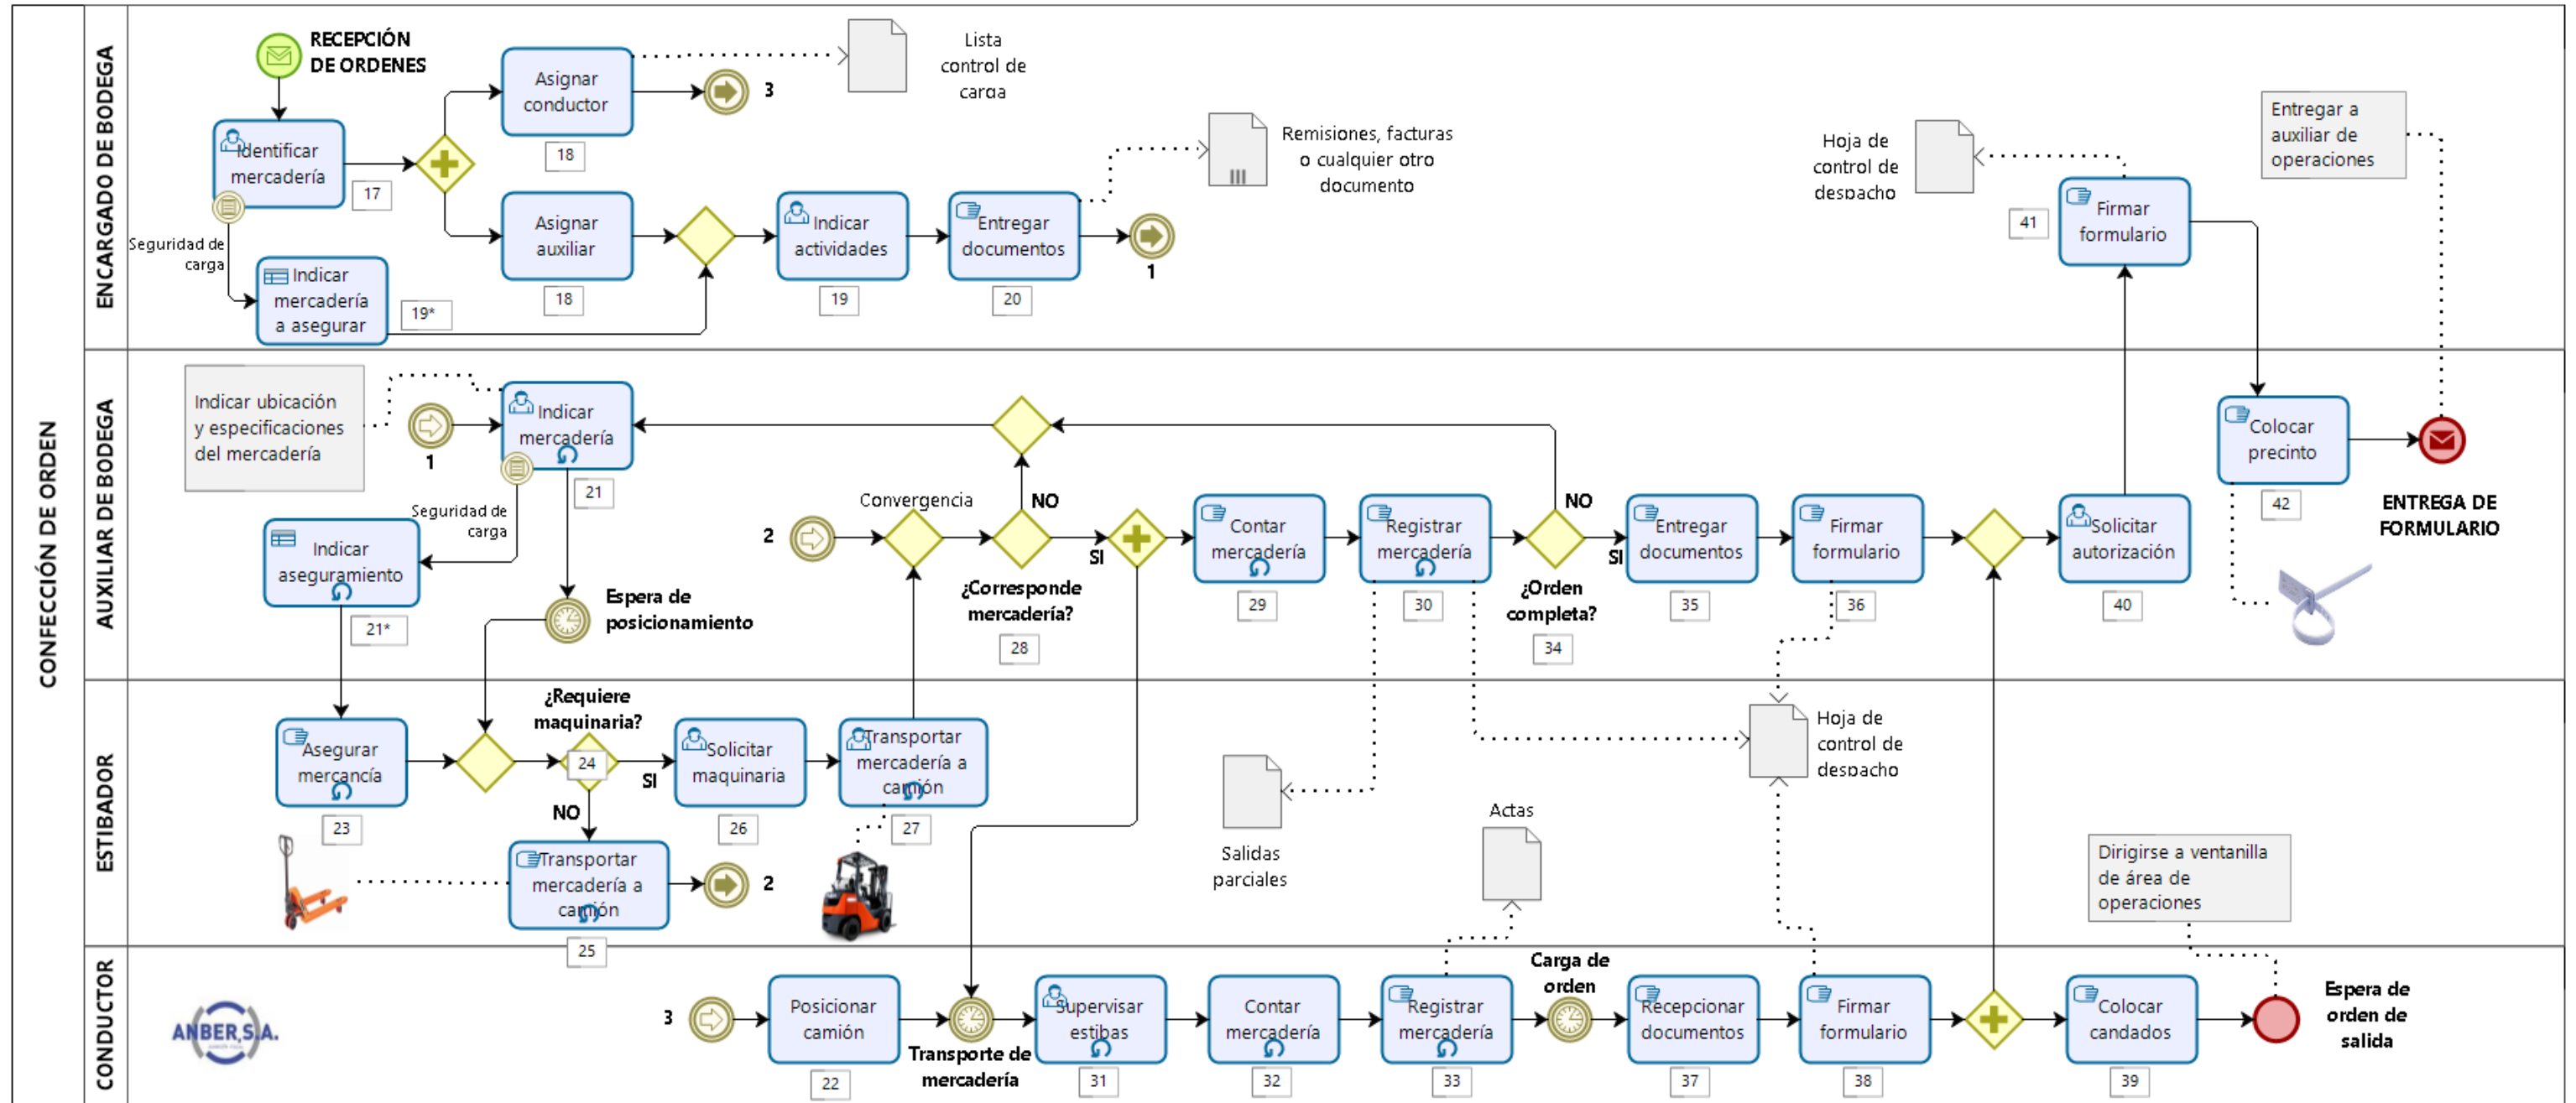 CONFECCIÓN DE ORDEN
ENCARGADO DE BODEGA
RECEPCIÓN
DE ORDENES
Identificar
mercadería
17
Seguridad de
carga
Indicar
mercadería
a asegurar
19*
Asignar
conductor
18
3
Lista
control de
carga
Asignar
auxiliar
18
Indicar
actividades
19
Entregar
documentos
20
1
Remisiones, facturas
o cualquier otro
documento
Hoja de
control de
despacho
Firmar
formulario
41
Entregar a
auxiliar de
operaciones
AUXILIAR DE BODEGA
Indicar ubicación
y especificaciones
del mercadería
1
Indicar
mercadería
21
Seguridad de
carga
Indicar
aseguramiento
21*
Espera de
posicionamiento
2
Convergencia
NO
¿Corresponde
mercadería?
28
SI
Contar
mercadería
29
Registrar
mercadería
30
NO
¿Orden
completa?
34
SI
Entregar
documentos
35
Firmar
formulario
36
Solicitar
autorización
40
Colocar
precinto
42
ENTREGA DE
FORMULARIO
ESTIBADOR
Asegurar
mercancía
23
¿Requiere
maquinaria?
24
SI
NO
Solicitar
maquinaria
26
Transportar
mercadería a
camión
27
Transportar
mercadería a
camión
25
2
Salidas
parciales
Actas
Hoja de
control de
despacho
Dirigirse a ventanilla
de área de
operaciones
CONDUCTOR
ANBER,S.A.
3
Posicionar
camión
22
Transporte de
mercadería
Supervisar
estibas
31
Contar
mercadería
32
Registrar
mercadería
33
Carga de
orden
Recepcionar
documentos
37
Firmar
formulario
38
Colocar
candados
39
Espera de
orden de
salida